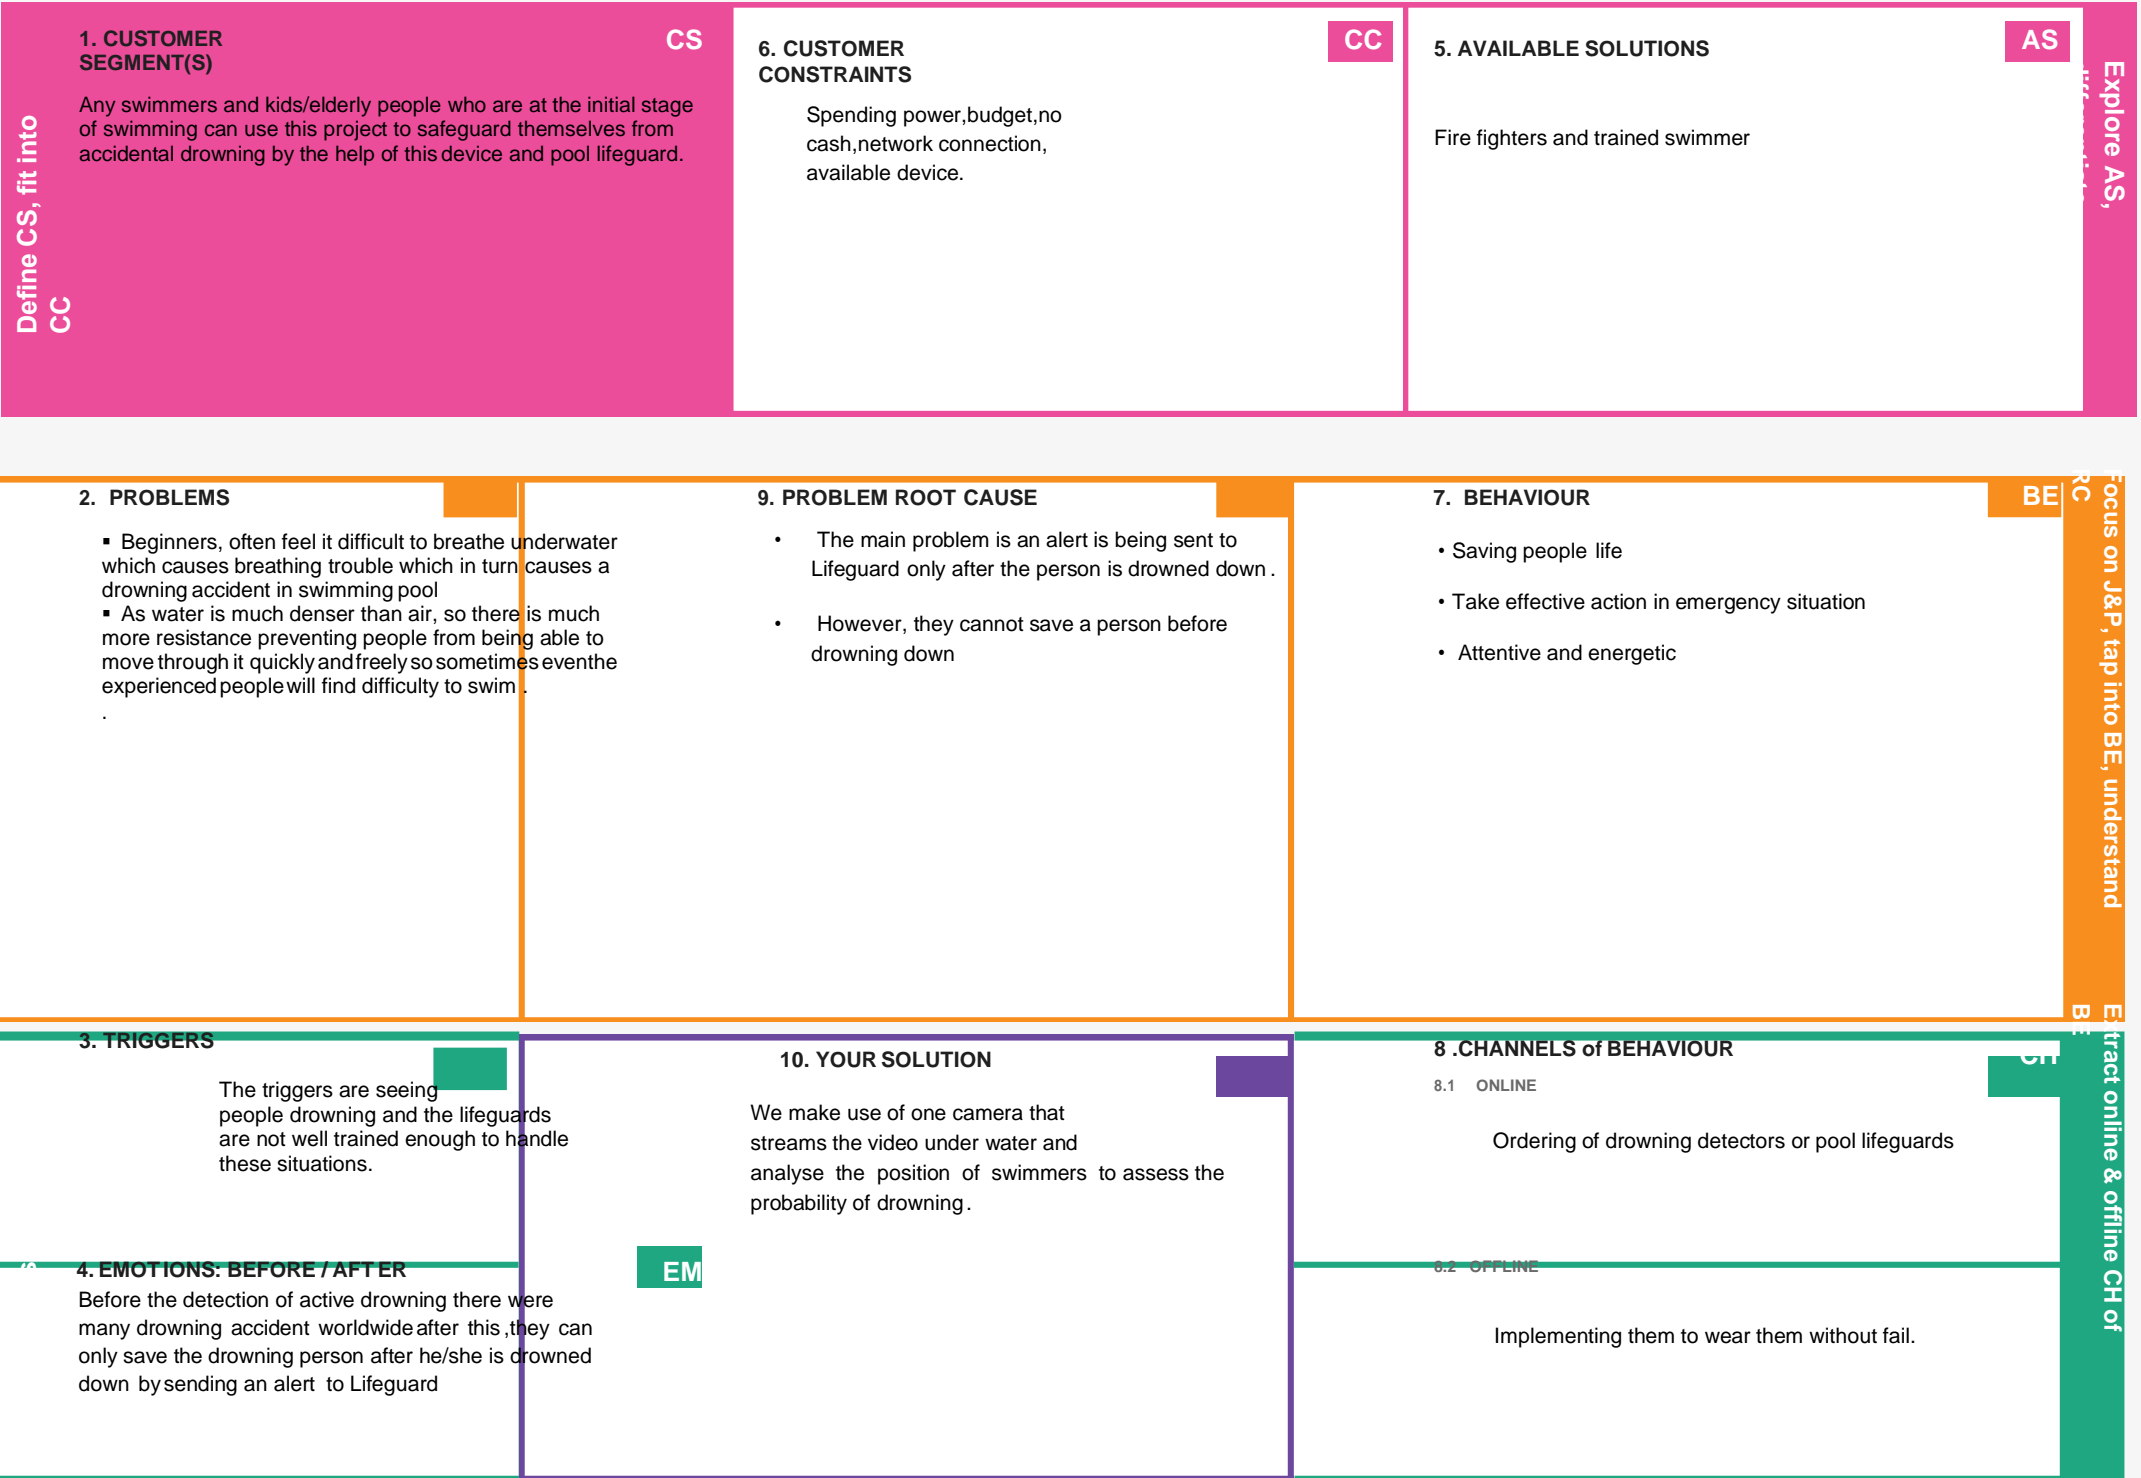 1. CUSTOMER
SEGMENT(S)
CS
Any swimmers and kids/elderly people who are at the initial stage
of swimming can use this project to safeguard themselves from
accidental drowning by the help of this device and pool lifeguard.
Define CS, fit into
CC
6. CUSTOMER
CONSTRAINTS
CC
Spending power,budget,no
cash,network connection,
available device.
5. AVAILABLE SOLUTIONS
AS
Fire fighters and trained swimmer
Explore AS,
2. PROBLEMS
▪ Beginners, often feel it difficult to breathe underwater
which causes breathing trouble which in turn causes a
drowning accident in swimming pool
▪ As water is much denser than air, so there is much
more resistance preventing people from being able to
move through it quickly and freely so sometimes eventhe
experienced people will find difficulty to swim .
.
9. PROBLEM ROOT CAUSE
• The main problem is an alert is being sent to
Lifeguard only after the person is drowned down .
• However, they cannot save a person before
drowning down
7. BEHAVIOUR
BE
• Saving people life
• Take effective action in emergency situation
• Attentive and energetic
Focus on J&P, tap into BE, understand
RC
3. TRIGGERS
The triggers are seeing
people drowning and the lifeguards
are not well trained enough to handle
these situations.
4. EMOTIONS: BEFORE / AFTER
EM
Before the detection of active drowning there were
many drowning accident worldwide after this ,they can
only save the drowning person after he/she is drowned
down by sending an alert to Lifeguard
10. YOUR SOLUTION
We make use of one camera that
streams the video under water and
analyse the position of swimmers to assess the
probability of drowning .
8 .CHANNELS of BEHAVIOUR
CH
8.1 ONLINE
Ordering of drowning detectors or pool lifeguards
8.2 OFFLINE
Implementing them to wear them without fail.
Extract online & offline CH of
BE